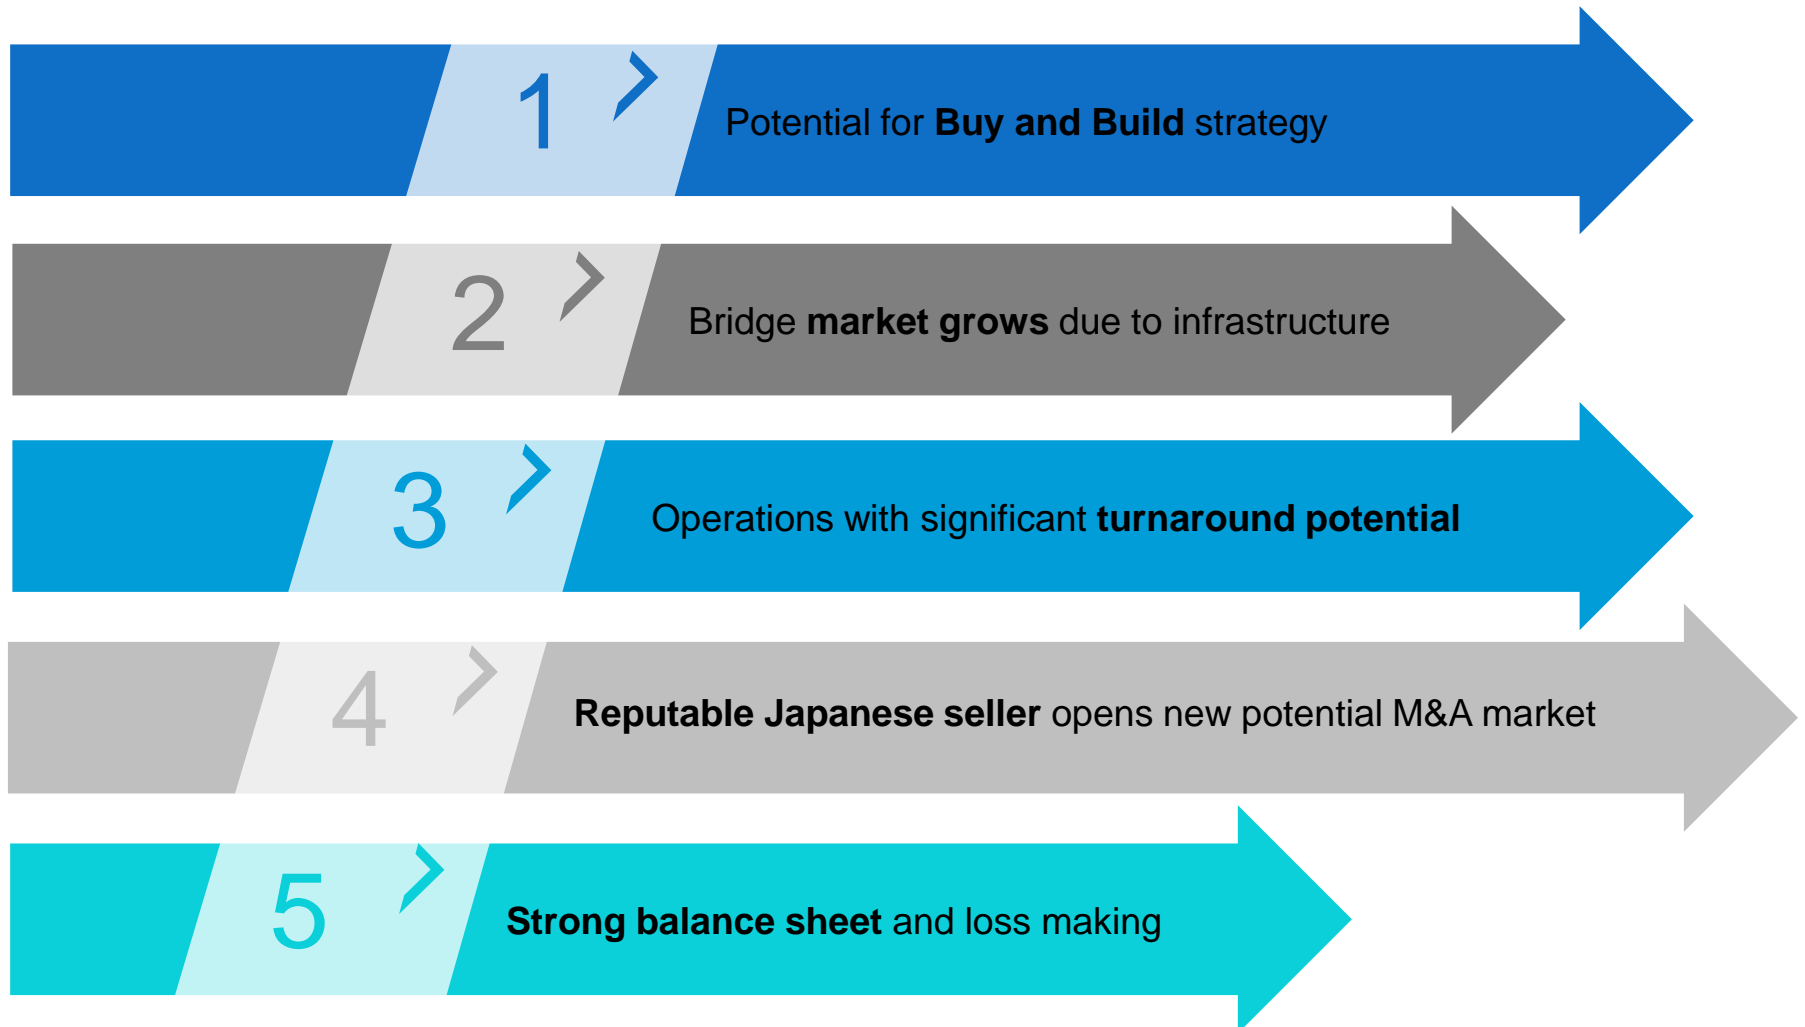 1
Potential for Buy and Build strategy
2
Bridge market grows due to infrastructure
3
Operations with significant turnaround potential
4
Reputable Japanese seller opens new potential M&A market
5
Strong balance sheet and loss making